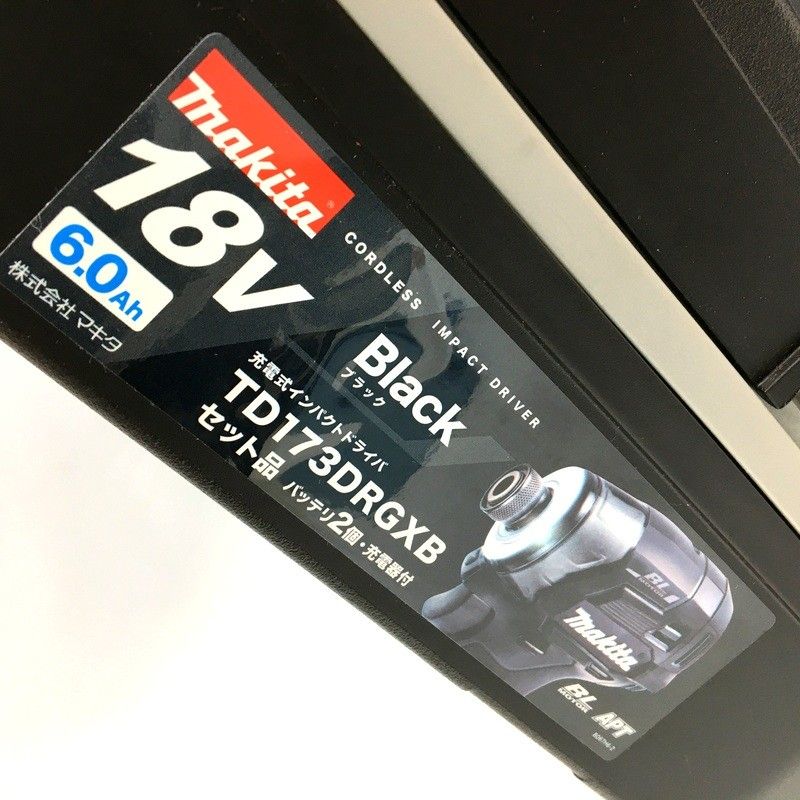 makita
18V
6.0Ah
株式会社マキタ
CORDLESS IMPACT DRIVER
Black
ブラック
充電式インパクトドライバ
TD173DRGXB
セット品 バッテリ2個・充電器付
BL MOTOR
makita
BL MOTOR APT